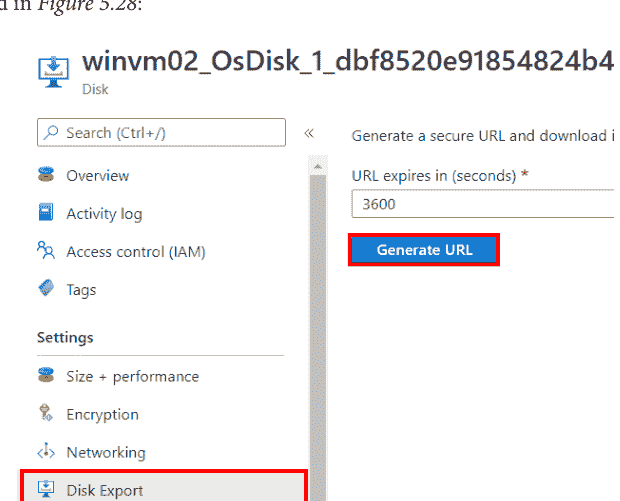 d in Figure 5.28:
winvm02_OsDisk_1_dbf8520e91854824b4
Disk
Search (Ctrl+/)
«
Overview
Activity log
Access control (IAM)
Tags
Settings
Size + performance
Encryption
Networking
Disk Export
Generate a secure URL and download i
URL expires in (seconds) *
3600
Generate URL